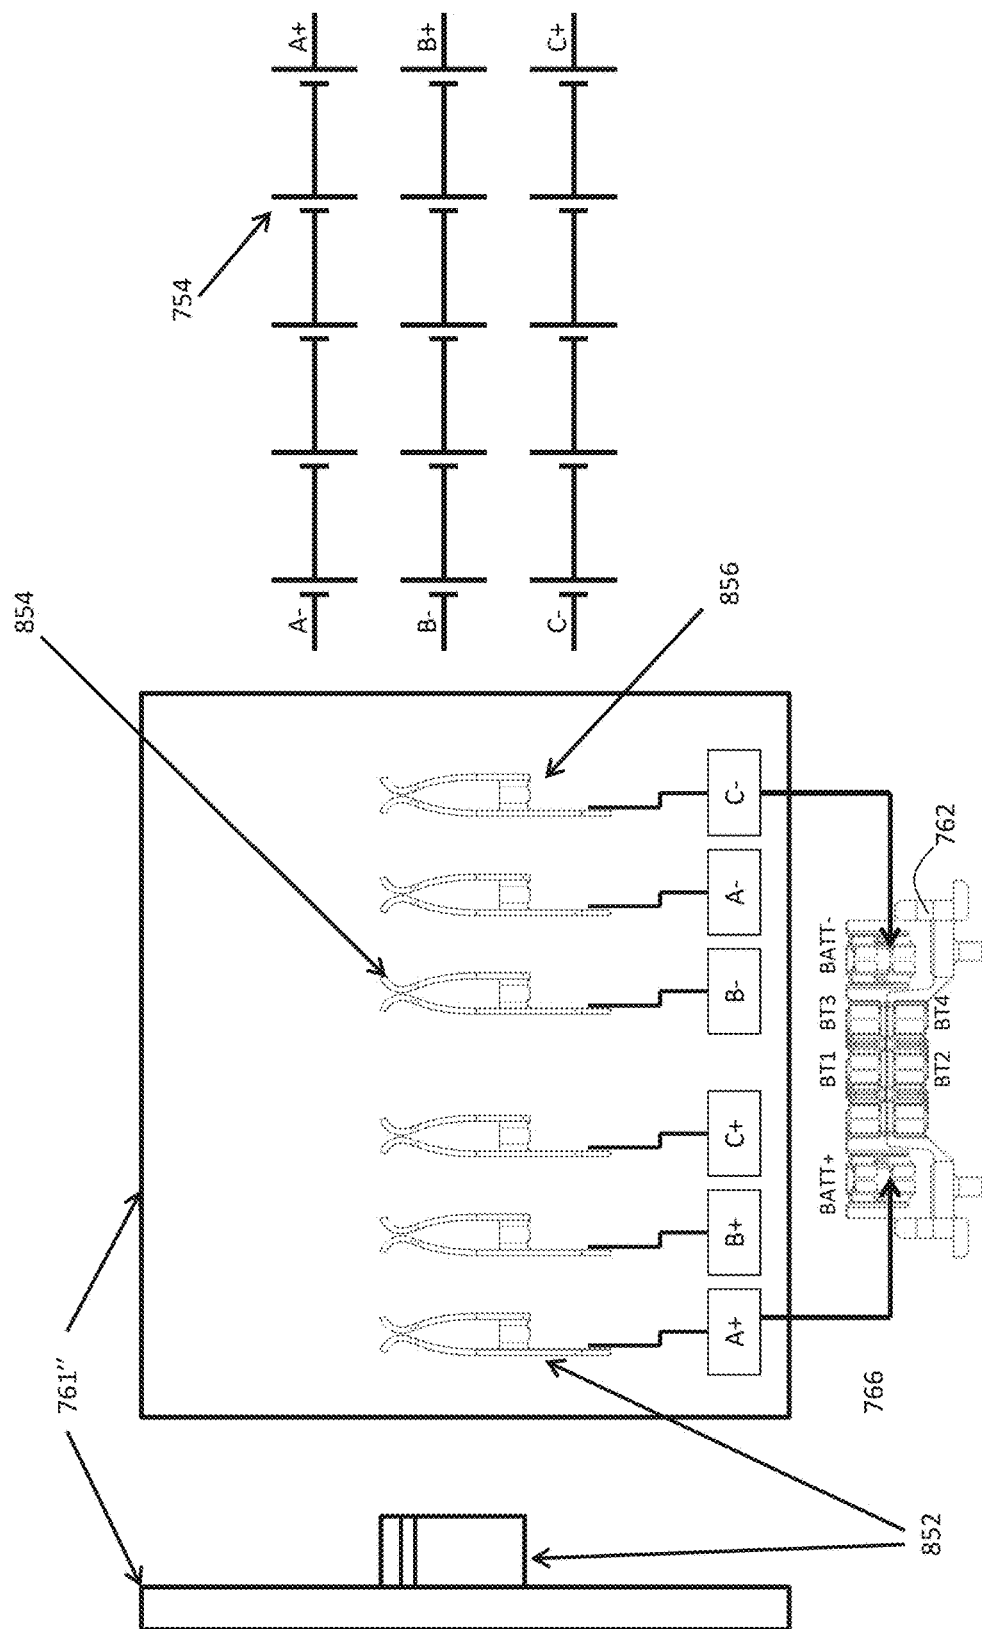 A+
B+
C+
754
A-
B-
C-
854
856
C-
A-
B-
C+
B+
A+
762
BATT-
BT3
BT4
BT1
BT2
BATT+
766
761’’
852